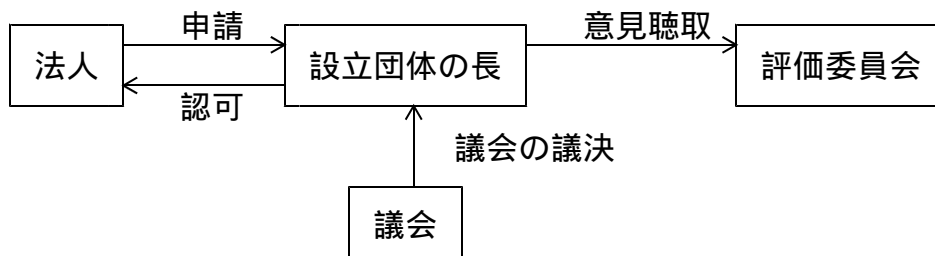 申請
意見聴取
法人
設立団体の長
評価委員会
認可
議会の議決
議会